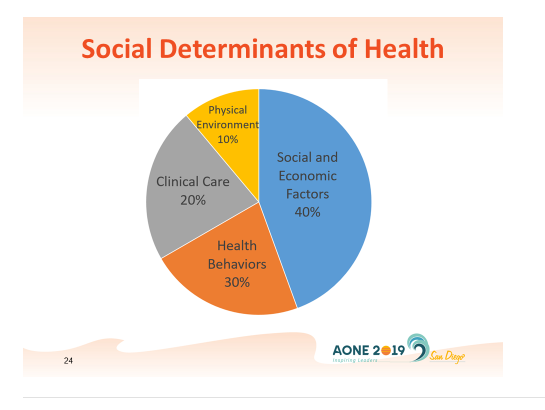 Social Determinants of Health
Physical
Environment
10%
Social and
Economic
Factors
40%
Clinical Care
20%
Health
Behaviors
30%
AONE 2019
Inspiring Leaders
San Diego
24